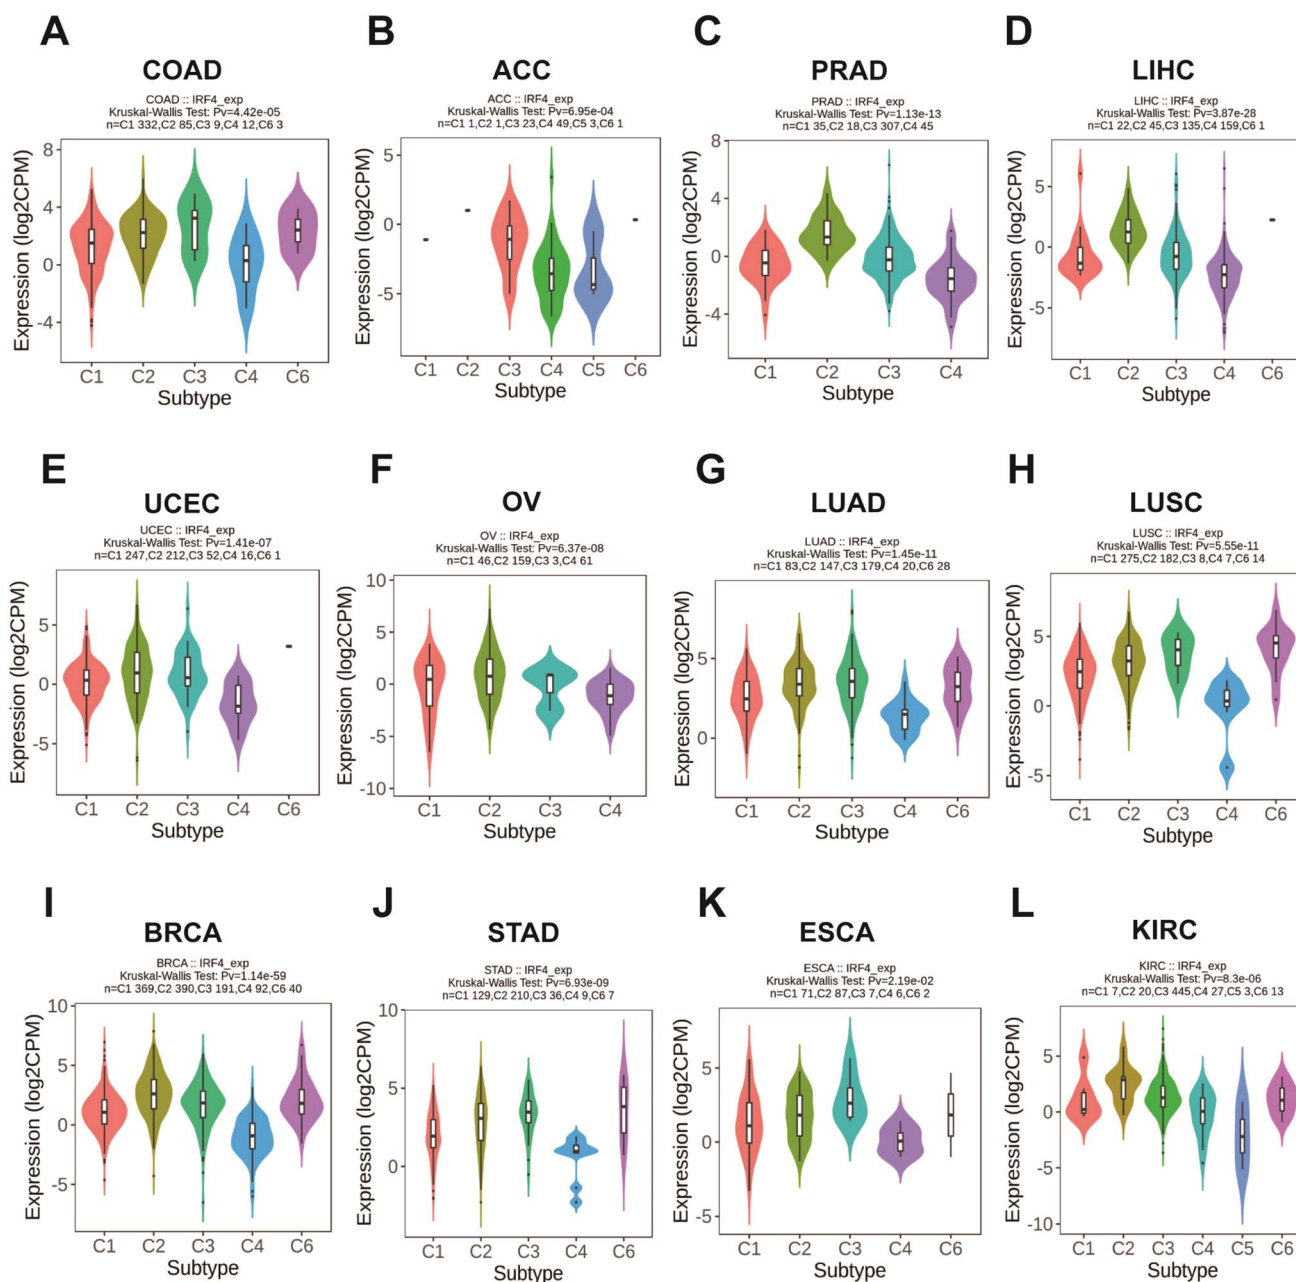 A
COAD
COAD :: IRF4_exp
Kruskal-Wallis Test: Pv=4.42e-05
n=C1 332,C2 85,C3 9,C4 12,C6 3
Expression (log2CPM)
8
4
0
-4
C1 C2 C3 C4 C6
Subtype
B
ACC
ACC :: IRF4_exp
Kruskal-Wallis Test: Pv=6.95e-04
n=C1 1,C2 1,C3 23,C4 49,C5 3,C6 1
Expression (log2CPM)
5
0
-5
C1 C2 C3 C4 C5 C6
Subtype
C
PRAD
PRAD :: IRF4_exp
Kruskal-Wallis Test: Pv=1.13e-13
n=C1 35,C2 18,C3 307,C4 45
Expression (log2CPM)
8
4
0
-4
C1 C2 C3 C4
Subtype
D
LIHC
LIHC :: IRF4_exp
Kruskal-Wallis Test: Pv=3.87e-28
n=C1 22,C2 45,C3 135,C4 159,C6 1
Expression (log2CPM)
5
0
-5
C1 C2 C3 C4 C6
Subtype
E
UCEC
UCEC :: IRF4_exp
Kruskal-Wallis Test: Pv=1.41e-07
n=C1 247,C2 212,C3 52,C4 16,C6 1
Expression (log2CPM)
5
0
-5
C1 C2 C3 C4 C6
Subtype
F
OV
OV :: IRF4_exp
Kruskal-Wallis Test: Pv=6.37e-08
n=C1 46,C2 159,C3 3,C4 61
Expression (log2CPM)
10
5
0
-5
-10
C1 C2 C3 C4
Subtype
G
LUAD
LUAD :: IRF4_exp
Kruskal-Wallis Test: Pv=1.45e-11
n=C1 83,C2 147,C3 179,C4 20,C6 28
Expression (log2CPM)
5
0
C1 C2 C3 C4 C6
Subtype
H
LUSC
LUSC :: IRF4_exp
Kruskal-Wallis Test: Pv=5.55e-11
n=C1 275,C2 182,C3 8,C4 7,C6 14
Expression (log2CPM)
5
0
-5
C1 C2 C3 C4 C6
Subtype
I
BRCA
BRCA :: IRF4_exp
Kruskal-Wallis Test: Pv=1.14e-59
n=C1 369,C2 390,C3 191,C4 92,C6 40
Expression (log2CPM)
10
5
0
-5
C1 C2 C3 C4 C6
Subtype
J
STAD
STAD :: IRF4_exp
Kruskal-Wallis Test: Pv=6.93e-09
n=C1 129,C2 210,C3 36,C4 9,C6 7
Expression (log2CPM)
10
5
0
C1 C2 C3 C4 C6
Subtype
K
ESCA
ESCA :: IRF4_exp
Kruskal-Wallis Test: Pv=2.19e-02
n=C1 71,C2 87,C3 7,C4 6,C6 2
Expression (log2CPM)
5
0
-5
C1 C2 C3 C4 C6
Subtype
L
KIRC
KIRC :: IRF4_exp
Kruskal-Wallis Test: Pv=8.3e-06
n=C1 7,C2 20,C3 445,C4 27,C5 3,C6 13
Expression (log2CPM)
5
0
-5
-10
C1 C2 C3 C4 C5 C6
Subtype